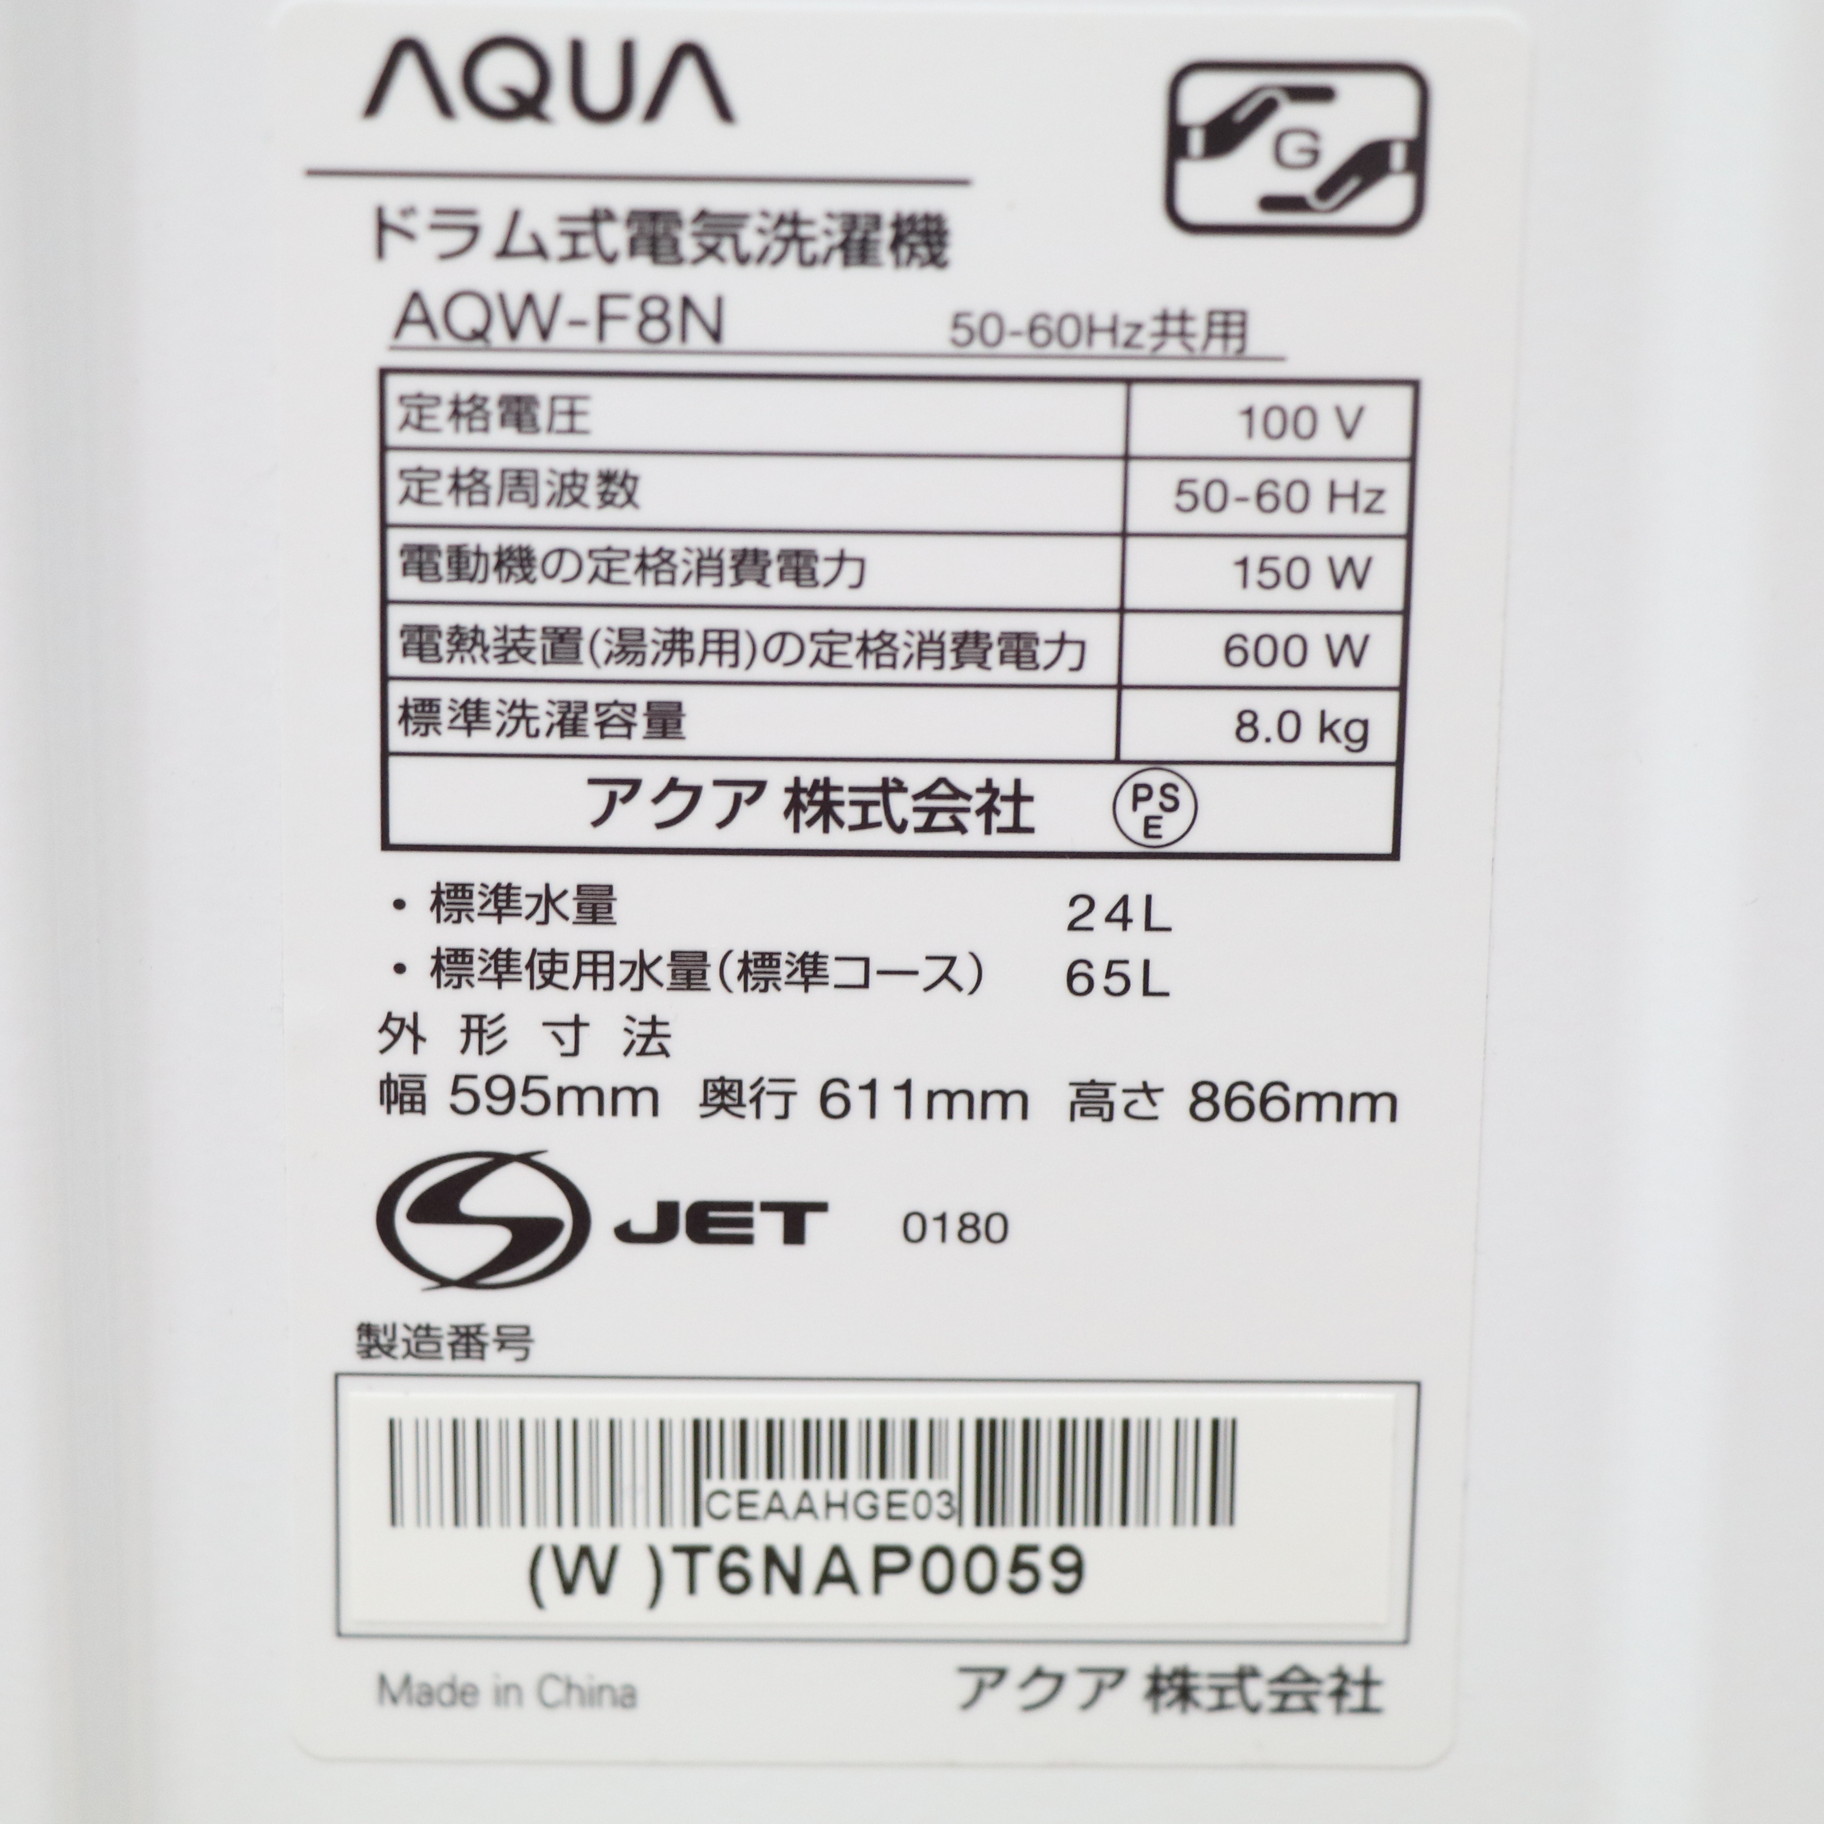 AQUA
G
ドラム式電気洗濯機
AQW-F8N 50-60Hz共用
定格電圧 100 V
定格周波数 50-60 Hz
電動機の定格消費電力 150 W
電熱装置(湯沸用)の定格消費電力 600 W
標準洗濯容量 8.0 kg
アクア 株式会社 PSE
・標準水量 24L
・標準使用水量(標準コース) 65L
外形寸法
幅 595mm 奥行 611mm 高さ 866mm
JET 0180
製造番号
CEAAHGE03
(W )T6NAP0059
Made in China アクア 株式会社